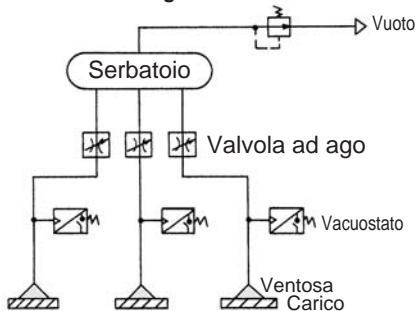 Vuoto
Serbatoio
Valvola ad ago
Vacuostato
Ventosa
Carico